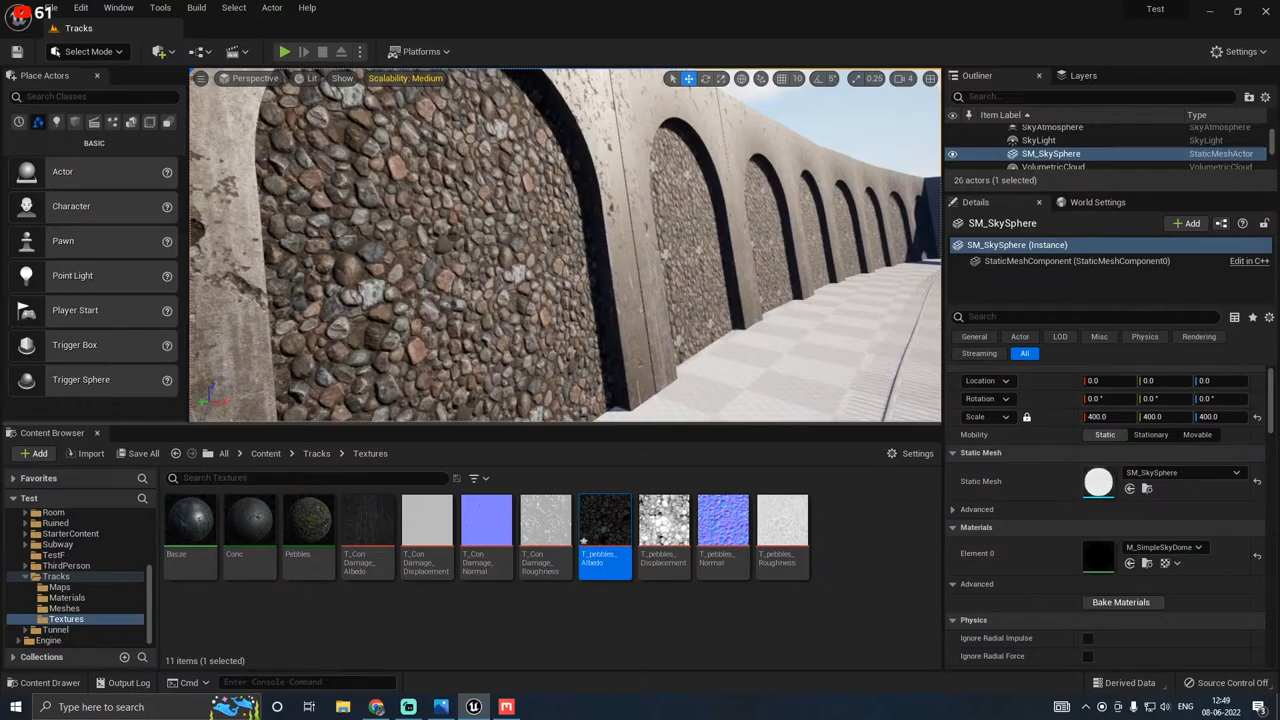 61
File Edit Window Tools Build Select Actor Help
Test
Tracks
Select Mode
Platforms
Settings
Place Actors
Search Classes
BASIC
Actor
Character
Pawn
Point Light
Player Start
Trigger Box
Trigger Sphere
Perspective
Lit
Show
Scalability: Medium
10
5°
0.25
4
Outliner
Layers
Search...
Item Label
Type
SkyAtmosphere SkyAtmosphere
SkyLight SkyLight
SM_SkySphere StaticMeshActor
VolumetricCloud VolumetricCloud
26 actors (1 selected)
Details
World Settings
SM_SkySphere
Add
SM_SkySphere (Instance)
StaticMeshComponent (StaticMeshComponent0)
Edit in C++
Search
General
Actor
LOD
Misc
Physics
Rendering
Streaming
All
Location 0.0 0.0 0.0
Rotation 0.0° 0.0° 0.0°
Scale 400.0 400.0 400.0
Mobility Static Stationary Movable
Static Mesh
Static Mesh SM_SkySphere
Advanced
Materials
Element 0 M_SimpleSkyDome
Advanced
Bake Materials
Physics
Ignore Radial Impulse
Ignore Radial Force
Content Browser
Add
Import
Save All
All
Content
Tracks
Textures
Settings
Favorites
Test
Room
Ruined
StarterContent
Subway
TestF
ThirdPerson
Tracks
Maps
Materials
Meshes
Textures
Tunnel
Engine
Collections
Search Textures
Basze
Conc
Pebbles
T_Con
Damage_
Albedo
T_Con
Damage_
Displacement
T_Con
Damage_
Normal
T_Con
Damage_
Roughness
T_pebbles_
Albedo
T_pebbles_
Displacement
T_pebbles_
Normal
T_pebbles_
Roughness
11 items (1 selected)
Content Drawer
Output Log
Cmd
Enter Console Command
Derived Data
Source Control Off
Type here to search
ENG
12:49
08-06-2022
3